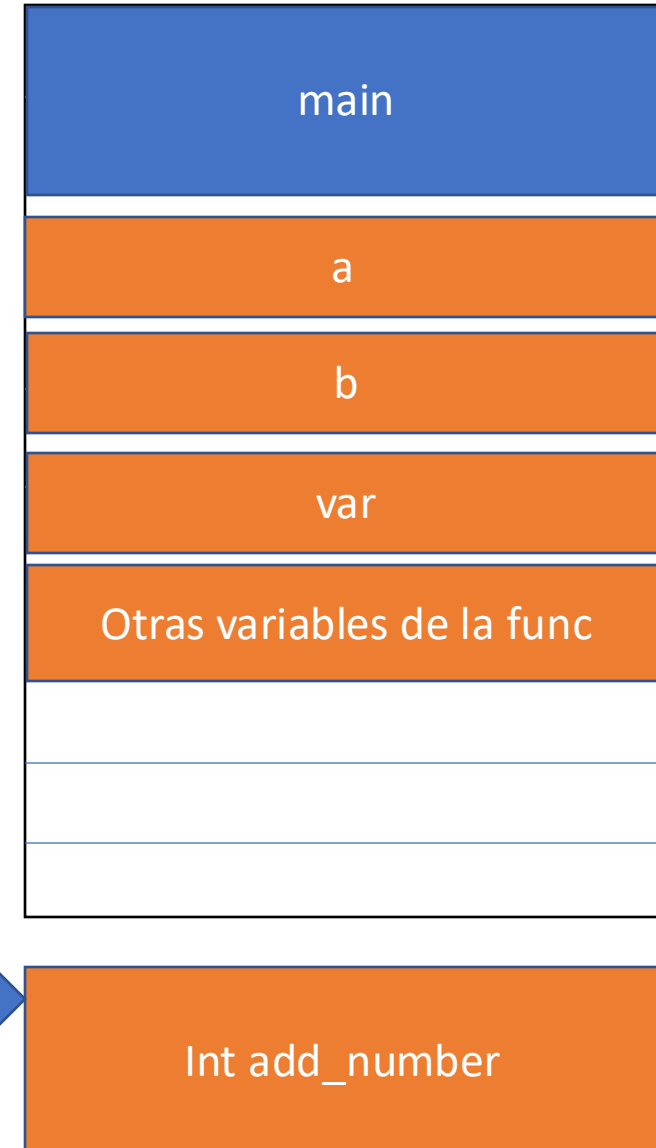 main
a
b
var
Otras variables de la func
Int add_number